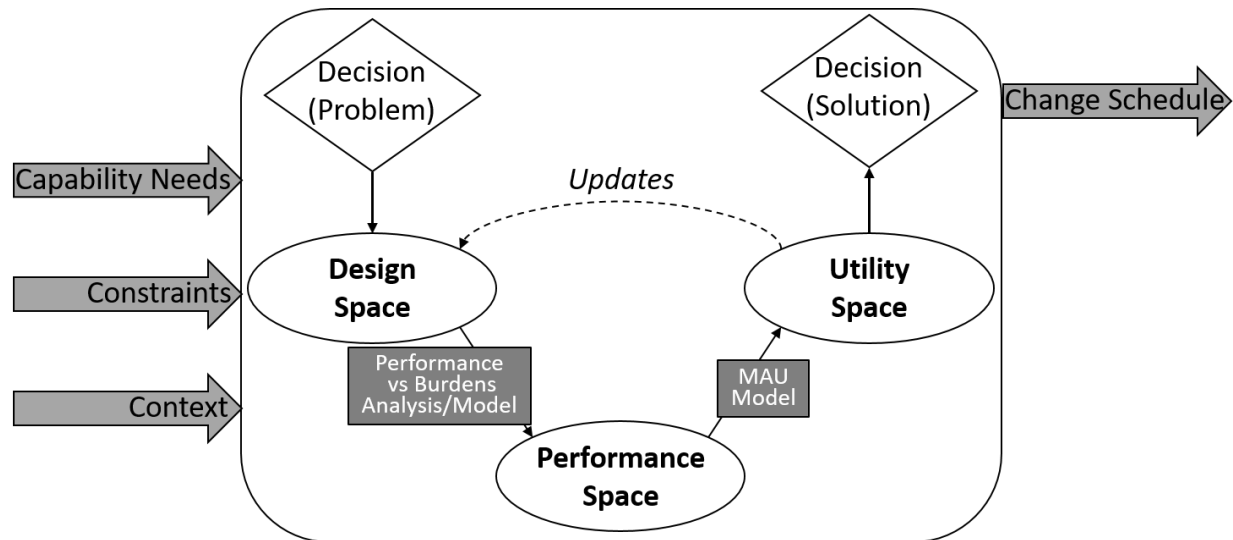 Decision
(Problem)
Decision
(Solution)
Change Schedule
Capability Needs
Updates
Constraints
Design
Space
Utility
Space
Performance
vs Burdens
Analysis/Model
MAU
Model
Context
Performance
Space